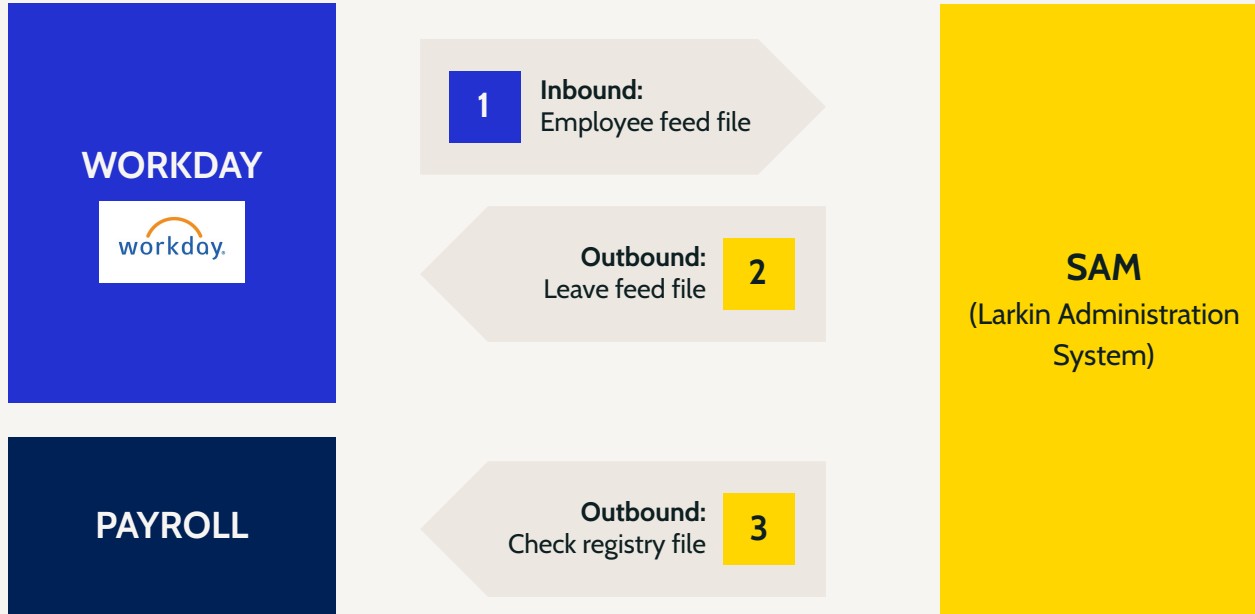 WORKDAY
workday.
1
Inbound:
Employee feed file
Outbound:
Leave feed file
2
SAM
(Larkin Administration
System)
PAYROLL
Outbound:
Check registry file
3